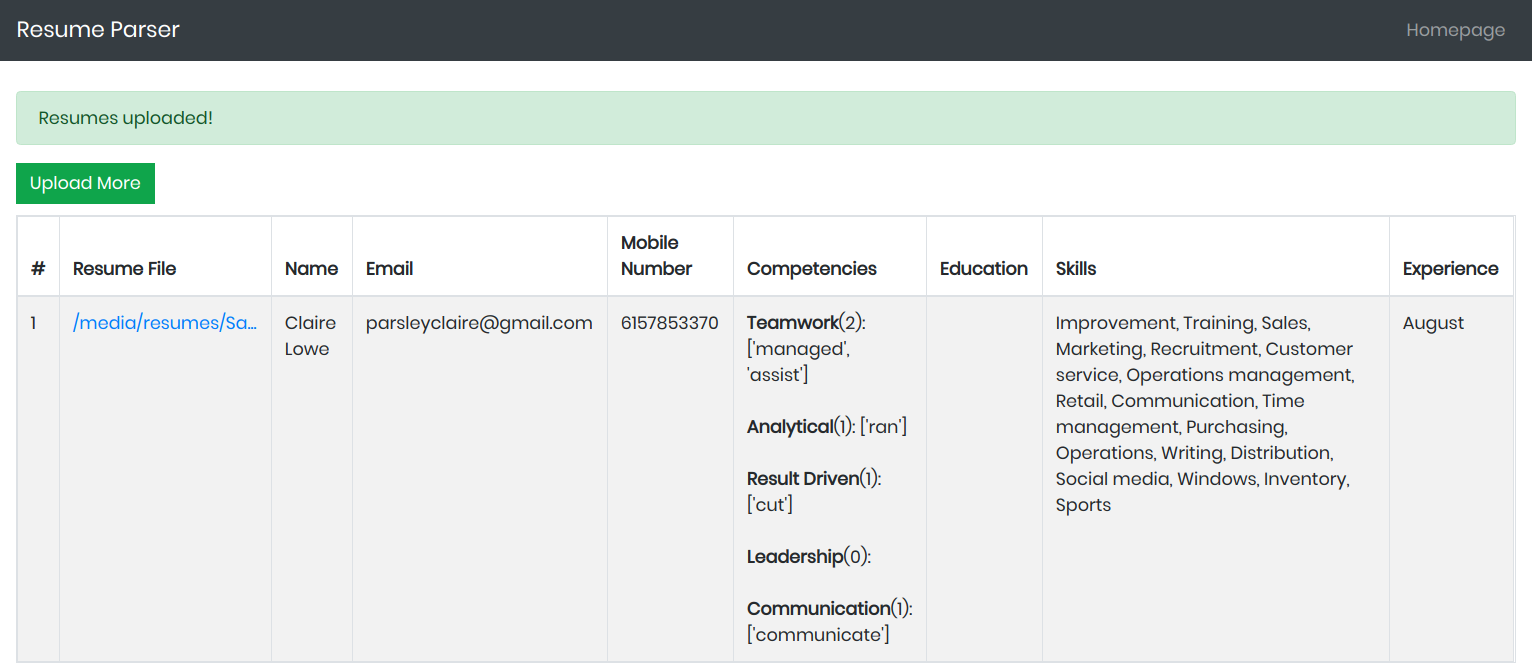 Resume Parser
Homepage
Resumes uploaded!
Upload More
#
Resume File
Name
Email
Mobile
Number
Competencies
Education
Skills
Experience
1
/media/resumes/Sa...
Claire
Lowe
parsleyclaire@gmail.com
6157853370
Teamwork(2):
['managed',
'assist']
Analytical(1): ['ran']
Result Driven(1):
['cut']
Leadership(0):
Communication(1):
['communicate']
Improvement, Training, Sales,
Marketing, Recruitment, Customer
service, Operations management,
Retail, Communication, Time
management, Purchasing,
Operations, Writing, Distribution,
Social media, Windows, Inventory,
Sports
August